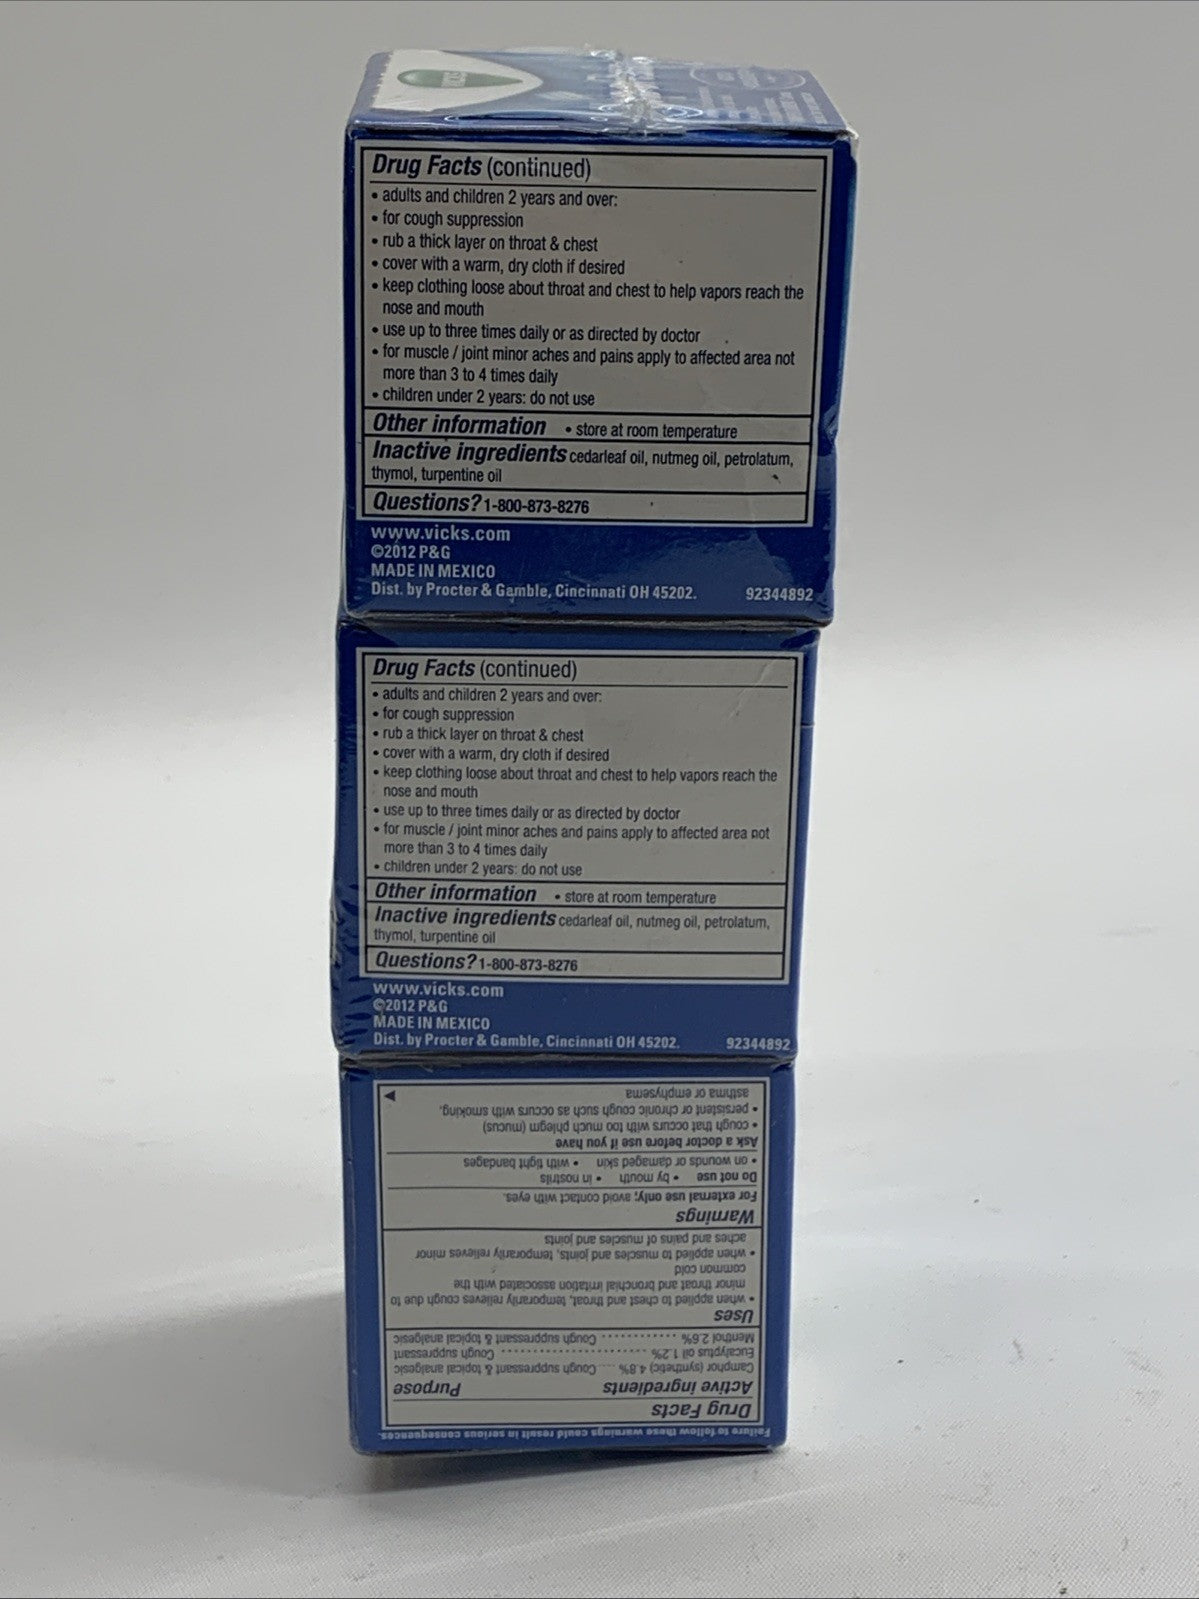 VICKS
Drug Facts (continued)
• adults and children 2 years and over:
• for cough suppression
• rub a thick layer on throat & chest
• cover with a warm, dry cloth if desired
• keep clothing loose about throat and chest to help vapors reach the
nose and mouth
• use up to three times daily or as directed by doctor
• for muscle / joint minor aches and pains apply to affected area not
more than 3 to 4 times daily
• children under 2 years: do not use
Other information • store at room temperature
Inactive ingredients cedarleaf oil, nutmeg oil, petrolatum,
thymol, turpentine oil
Questions? 1-800-873-8276
www.vicks.com
©2012 P&G
MADE IN MEXICO
Dist. by Procter & Gamble, Cincinnati OH 45202. 92344892
Drug Facts (continued)
• adults and children 2 years and over:
• for cough suppression
• rub a thick layer on throat & chest
• cover with a warm, dry cloth if desired
• keep clothing loose about throat and chest to help vapors reach the
nose and mouth
• use up to three times daily or as directed by doctor
• for muscle / joint minor aches and pains apply to affected area not
more than 3 to 4 times daily
• children under 2 years: do not use
Other information • store at room temperature
Inactive ingredients cedarleaf oil, nutmeg oil, petrolatum,
thymol, turpentine oil
Questions? 1-800-873-8276
www.vicks.com
©2012 P&G
MADE IN MEXICO
Dist. by Procter & Gamble, Cincinnati OH 45202. 92344892
Failure to follow these warnings could result in serious consequences.
Drug Facts
Active ingredients Purpose
Camphor (synthetic) 4.8% .... Cough suppressant & topical analgesic
Eucalyptus oil 1.2% .................... Cough suppressant
Menthol 2.6% ............ Cough suppressant & topical analgesic
Uses
• when applied to chest and throat, temporarily relieves cough due to
minor throat and bronchial irritation associated with the
common cold
• when applied to muscles and joints, temporarily relieves minor
aches and pains of muscles and joints
Warnings
For external use only; avoid contact with eyes.
Do not use • by mouth • in nostrils
• on wounds or damaged skin • with tight bandages
Ask a doctor before use if you have
• cough that occurs with too much phlegm (mucus)
• persistent or chronic cough such as occurs with smoking,
asthma or emphysema